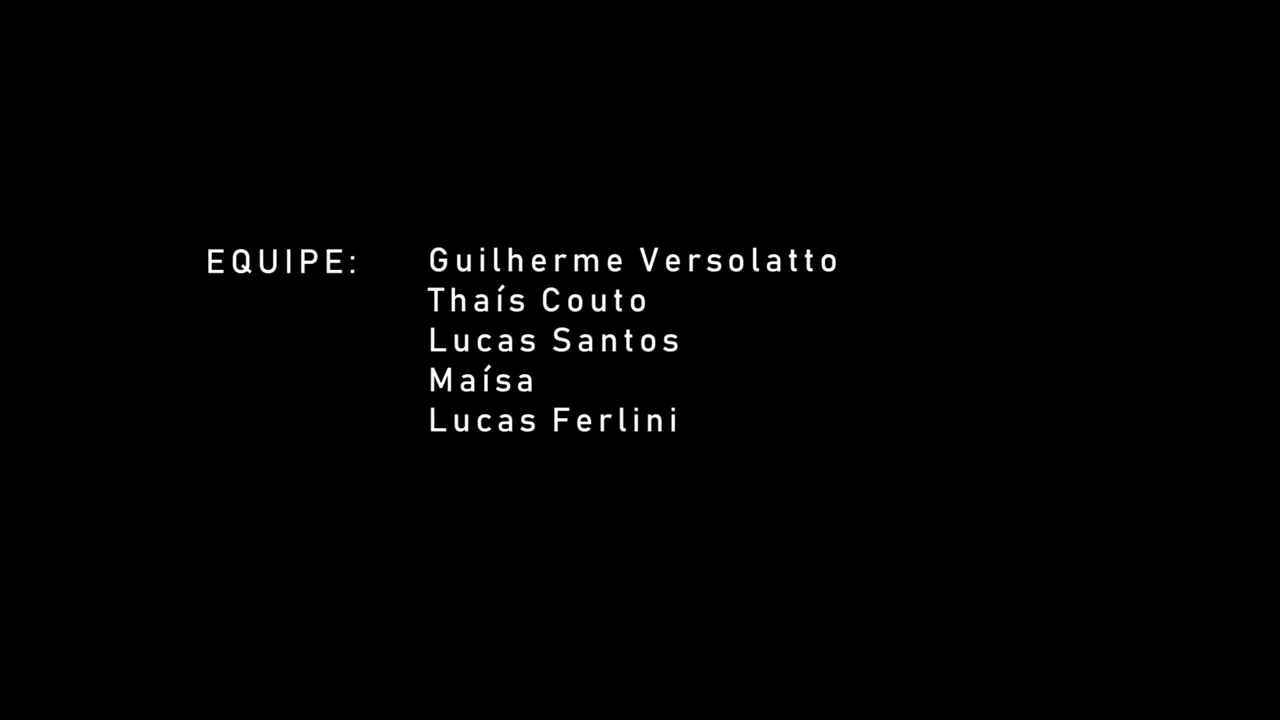 EQUIPE: Guilherme Versolatto
Thaís Couto
Lucas Santos
Maísa
Lucas Ferlini